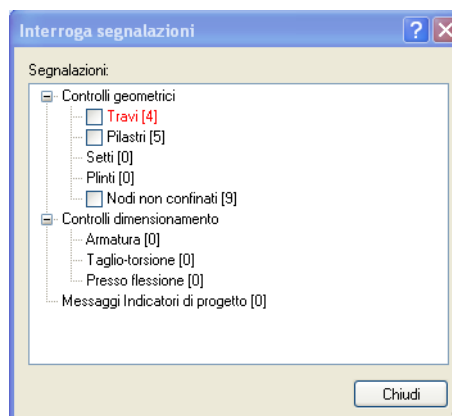 Interroga segnalazioni
Segnalazioni:
Controlli geometrici
Travi [4]
Pilastri [5]
Setti [0]
Plinti [0]
Nodi non confinati [9]
Controlli dimensionamento
Armatura [0]
Taglio-torsione [0]
Presso flessione [0]
Messaggi Indicatori di progetto [0]
Chiudi